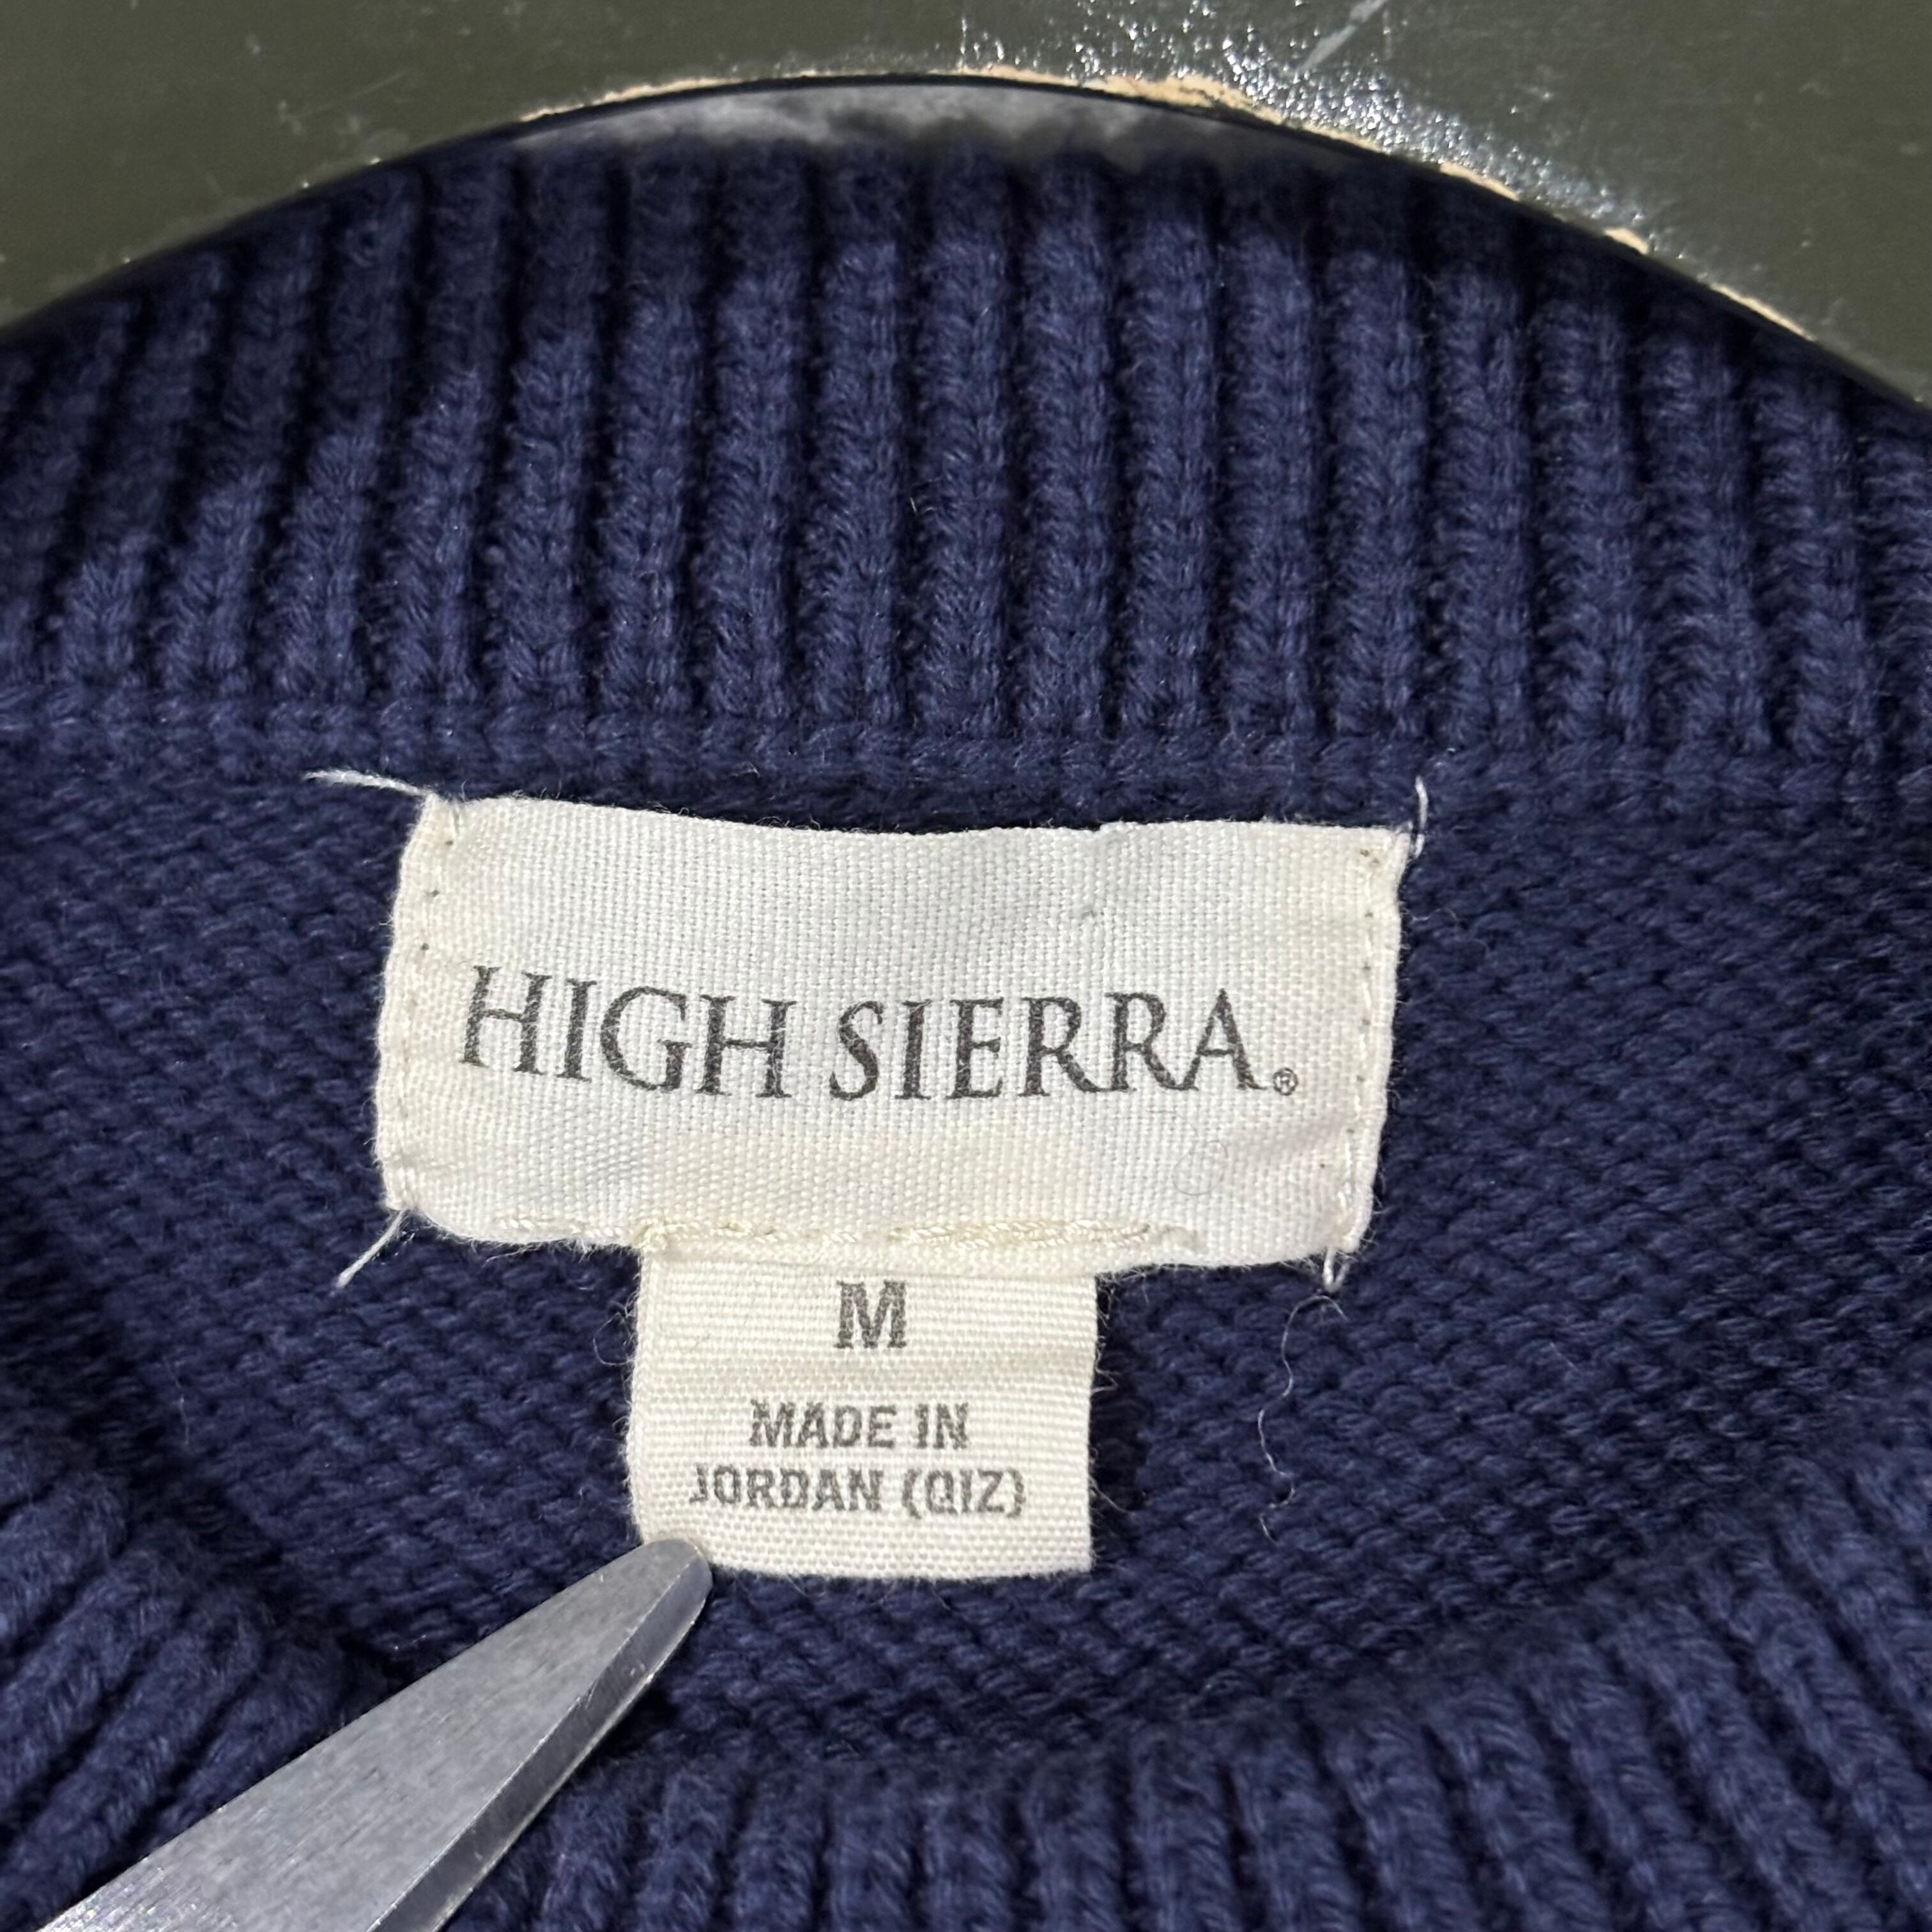 HIGH SIERRA®
M
MADE IN
JORDAN (QIZ)